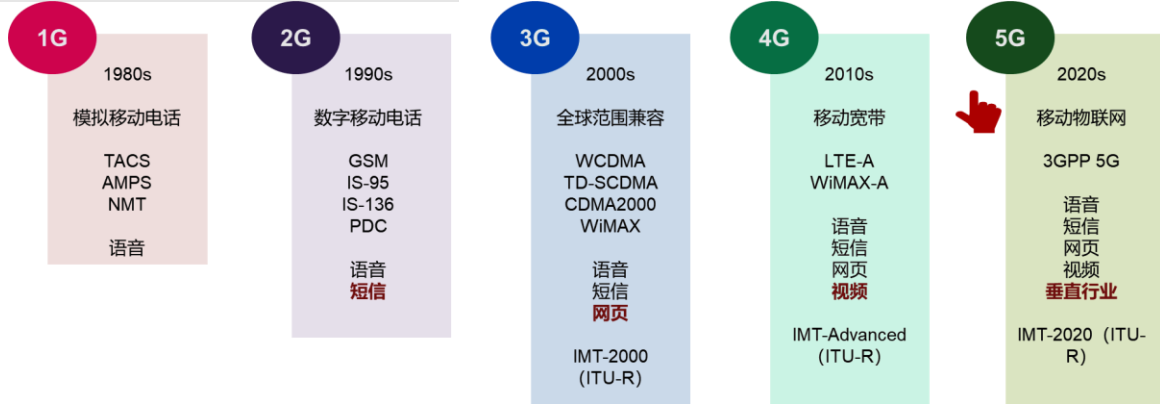 1G
1980s
模拟移动电话
TACS
AMPS
NMT
语音
2G
1990s
数字移动电话
GSM
IS-95
IS-136
PDC
语音
短信
3G
2000s
全球范围兼容
WCDMA
TD-SCDMA
CDMA2000
WiMAX
语音
短信
网页
IMT-2000
(ITU-R)
4G
2010s
移动宽带
LTE-A
WiMAX-A
语音
短信
网页
视频
IMT-Advanced
(ITU-R)
5G
2020s
移动物联网
3GPP 5G
语音
短信
网页
视频
垂直行业
IMT-2020（ITU-
R）